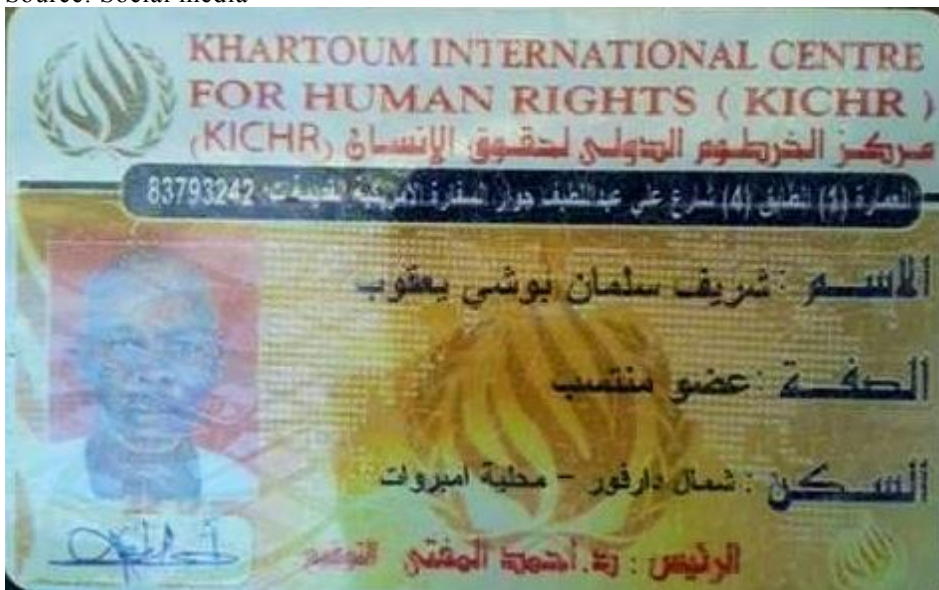 Source: Social media
KHARTOUM INTERNATIONAL CENTRE
FOR HUMAN RIGHTS ( KICHR )
مركز الخرطوم الدولي لحقوق الإنسان (KICHR)
العمارة (1) الطابق (4) شارع علي عبداللطيف جوار السفارة الامريكية القديمة ت: 83793242
الاسم : شريف سلمان بوشي يعقوب
الصفة : عضو منتسب
السكن : شمال دارفور - محلية امبروات
الرئيس : د. أحمد المفتي التوقيع